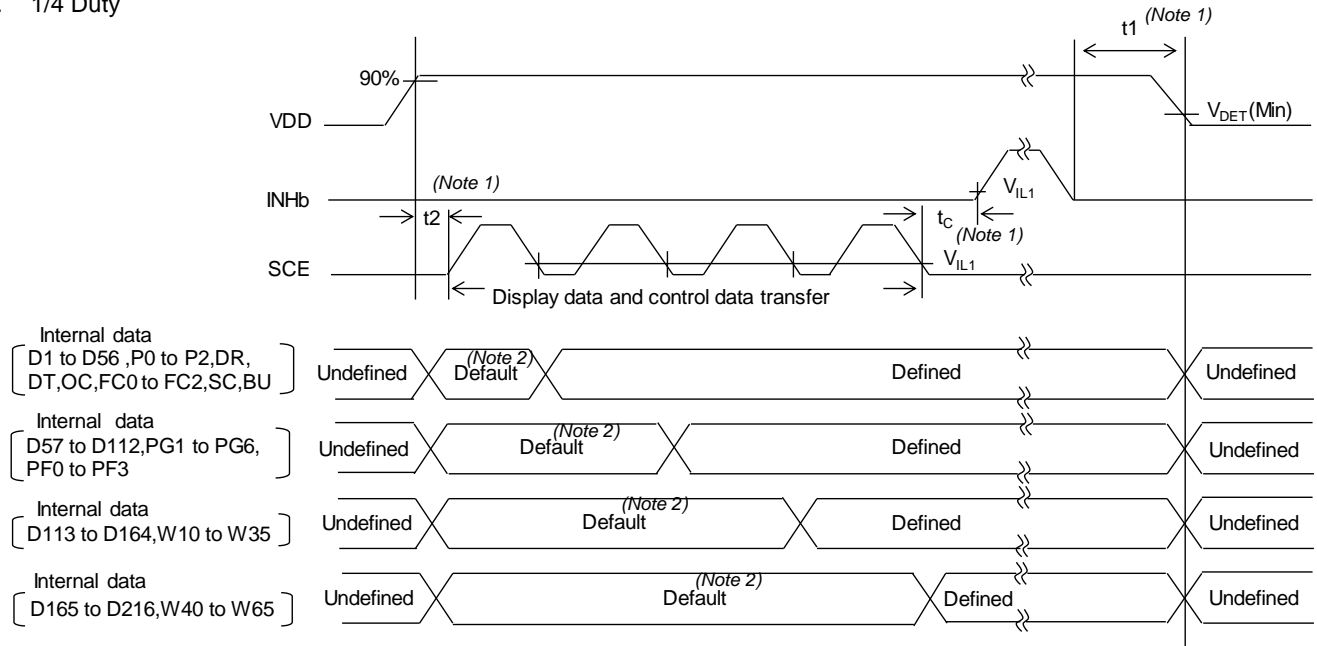 . 1/4 Duty
t1 (Note 1)
90%
VDD
VDET(Min)
(Note 1)
INHb
VIL1
t2
tC
(Note 1)
SCE
VIL1
Display data and control data transfer
Internal data
D1 to D56 ,P0 to P2,DR,
DT,OC,FC0 to FC2,SC,BU
Undefined
(Note 2)
Default
Defined
Undefined
Internal data
D57 to D112,PG1 to PG6,
PF0 to PF3
Undefined
(Note 2)
Default
Defined
Undefined
Internal data
D113 to D164,W10 to W35
Undefined
(Note 2)
Default
Defined
Undefined
Internal data
D165 to D216,W40 to W65
Undefined
(Note 2)
Default
Defined
Undefined